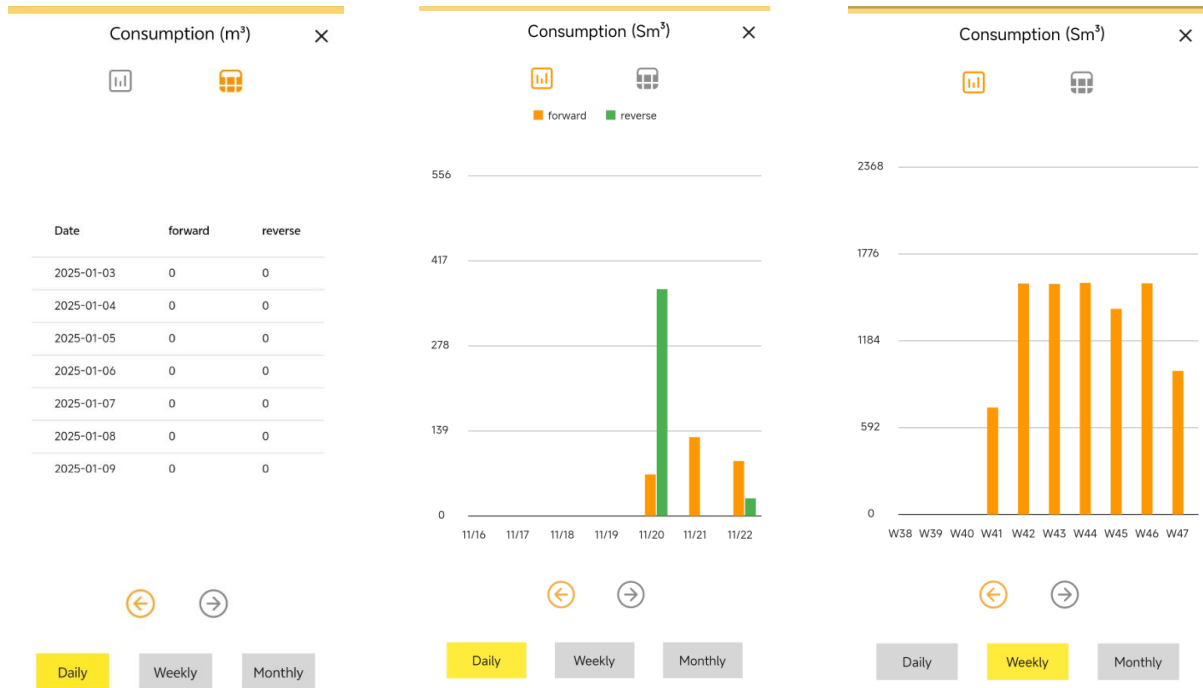 Consumption (m³)
Date forward reverse
2025-01-03 0 0
2025-01-04 0 0
2025-01-05 0 0
2025-01-06 0 0
2025-01-07 0 0
2025-01-08 0 0
2025-01-09 0 0
Daily Weekly Monthly
Consumption (Sm³)
forward reverse
556
417
278
139
0
11/16 11/17 11/18 11/19 11/20 11/21 11/22
Daily Weekly Monthly
Consumption (Sm³)
2368
1776
1184
592
0
W38 W39 W40 W41 W42 W43 W44 W45 W46 W47
Daily Weekly Monthly